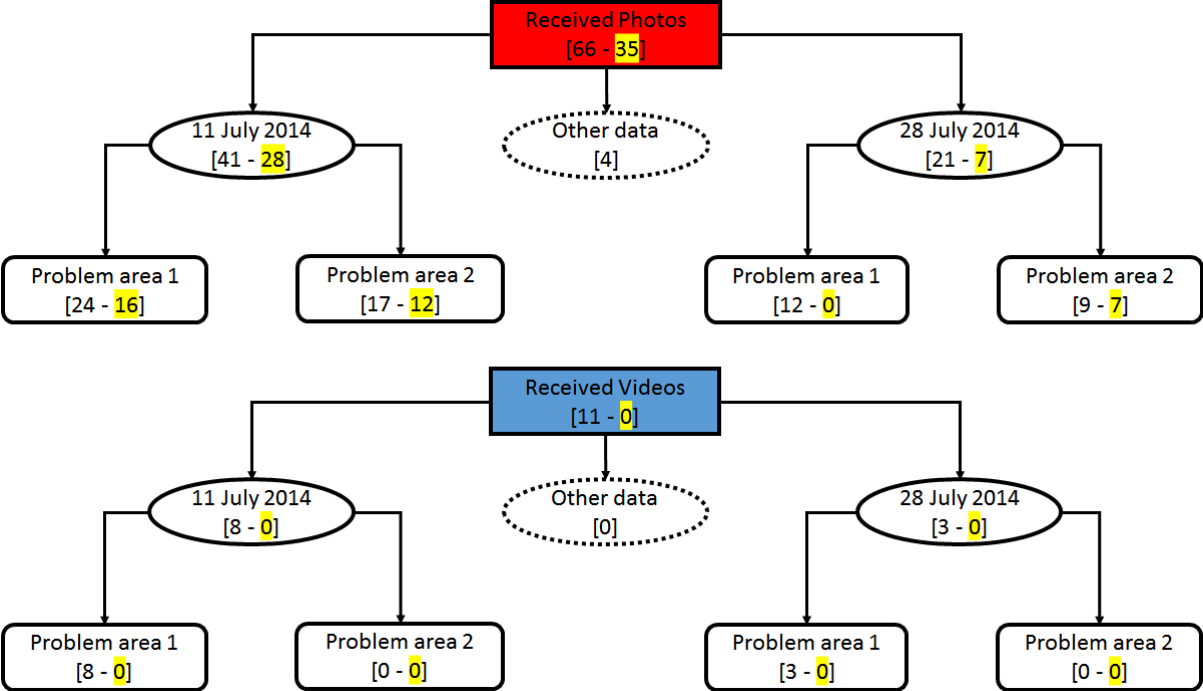 Received Photos
[66 - 35]
11 July 2014
[41 - 28]
Other data
[4]
28 July 2014
[21 - 7]
Problem area 1
[24 - 16]
Problem area 2
[17 - 12]
Problem area 1
[12 - 0]
Problem area 2
[9 - 7]
Received Videos
[11 - 0]
11 July 2014
[8 - 0]
Other data
[0]
28 July 2014
[3 - 0]
Problem area 1
[8 - 0]
Problem area 2
[0 - 0]
Problem area 1
[3 - 0]
Problem area 2
[0 - 0]